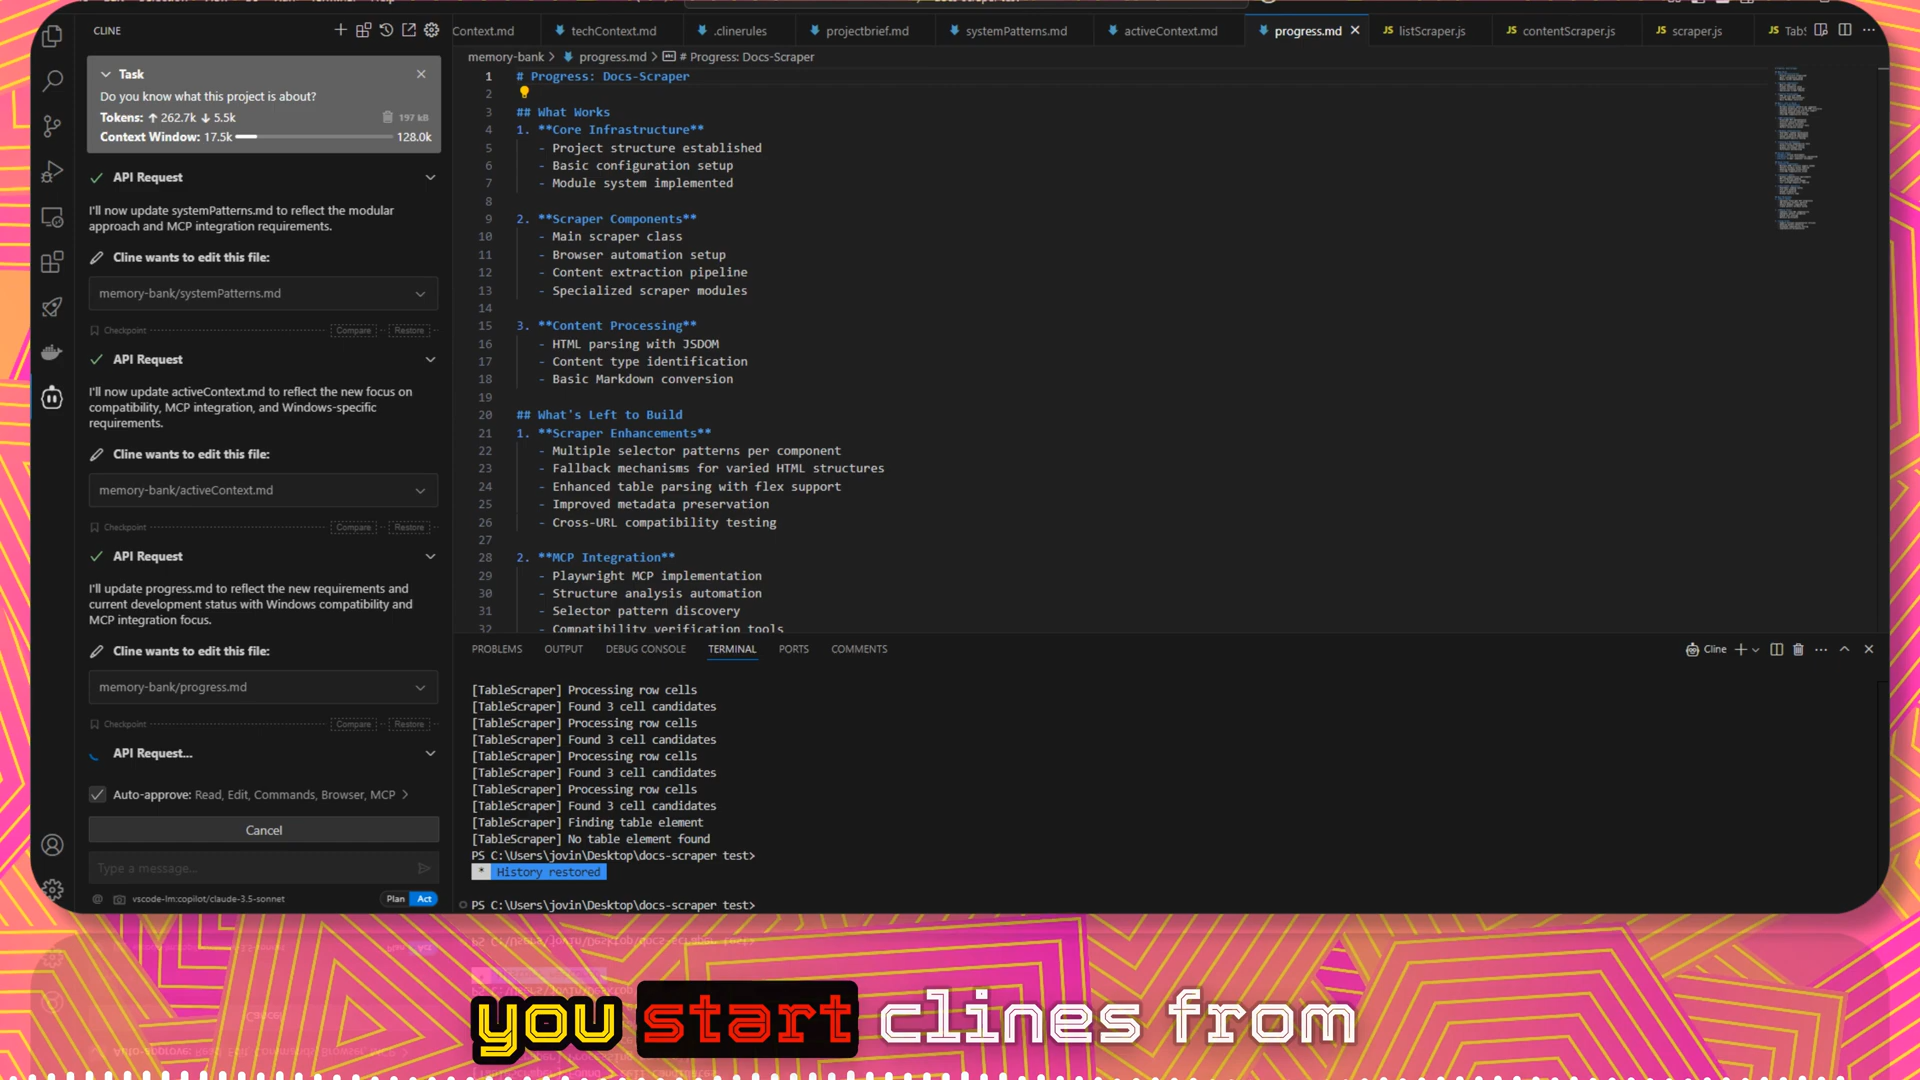 CLINE
Task
Do you know what this project is about?
Tokens: ↑ 262.7k ↓ 5.5k
197 kB
Context Window: 17.5k
128.0k
API Request
I'll now update systemPatterns.md to reflect the modular
approach and MCP integration requirements.
Cline wants to edit this file:
memory-bank/systemPatterns.md
Checkpoint
Compare
Restore
API Request
I'll now update activeContext.md to reflect the new focus on
compatibility, MCP integration, and Windows-specific
requirements.
Cline wants to edit this file:
memory-bank/activeContext.md
Checkpoint
Compare
Restore
API Request
I'll update progress.md to reflect the new requirements and
current development status with Windows compatibility and
MCP integration focus.
Cline wants to edit this file:
memory-bank/progress.md
Checkpoint
Compare
Restore
API Request...
Auto-approve: Read, Edit, Commands, Browser, MCP
Cancel
Type a message...
vscode-lm:copilot/claude-3.5-sonnet
Plan
Act
Context.md
techContext.md
.clinerules
projectbrief.md
systemPatterns.md
activeContext.md
progress.md
JS listScraper.js
JS contentScraper.js
JS scraper.js
JS Tab
memory-bank > progress.md > # Progress: Docs-Scraper
1 # Progress: Docs-Scraper
2
3 ## What Works
4 1. **Core Infrastructure**
5 - Project structure established
6 - Basic configuration setup
7 - Module system implemented
8
9 2. **Scraper Components**
10 - Main scraper class
11 - Browser automation setup
12 - Content extraction pipeline
13 - Specialized scraper modules
14
15 3. **Content Processing**
16 - HTML parsing with JSDOM
17 - Content type identification
18 - Basic Markdown conversion
19
20 ## What's Left to Build
21 1. **Scraper Enhancements**
22 - Multiple selector patterns per component
23 - Fallback mechanisms for varied HTML structures
24 - Enhanced table parsing with flex support
25 - Improved metadata preservation
26 - Cross-URL compatibility testing
27
28 2. **MCP Integration**
29 - Playwright MCP implementation
30 - Structure analysis automation
31 - Selector pattern discovery
32 - Compatibility verification tools
PROBLEMS
OUTPUT
DEBUG CONSOLE
TERMINAL
PORTS
COMMENTS
Cline
[TableScraper] Processing row cells
[TableScraper] Found 3 cell candidates
[TableScraper] Processing row cells
[TableScraper] Found 3 cell candidates
[TableScraper] Processing row cells
[TableScraper] Found 3 cell candidates
[TableScraper] Processing row cells
[TableScraper] Found 3 cell candidates
[TableScraper] Finding table element
[TableScraper] No table element found
PS C:\Users\jovin\Desktop\docs-scraper test>
* History restored
PS C:\Users\jovin\Desktop\docs-scraper test>
you start clines from